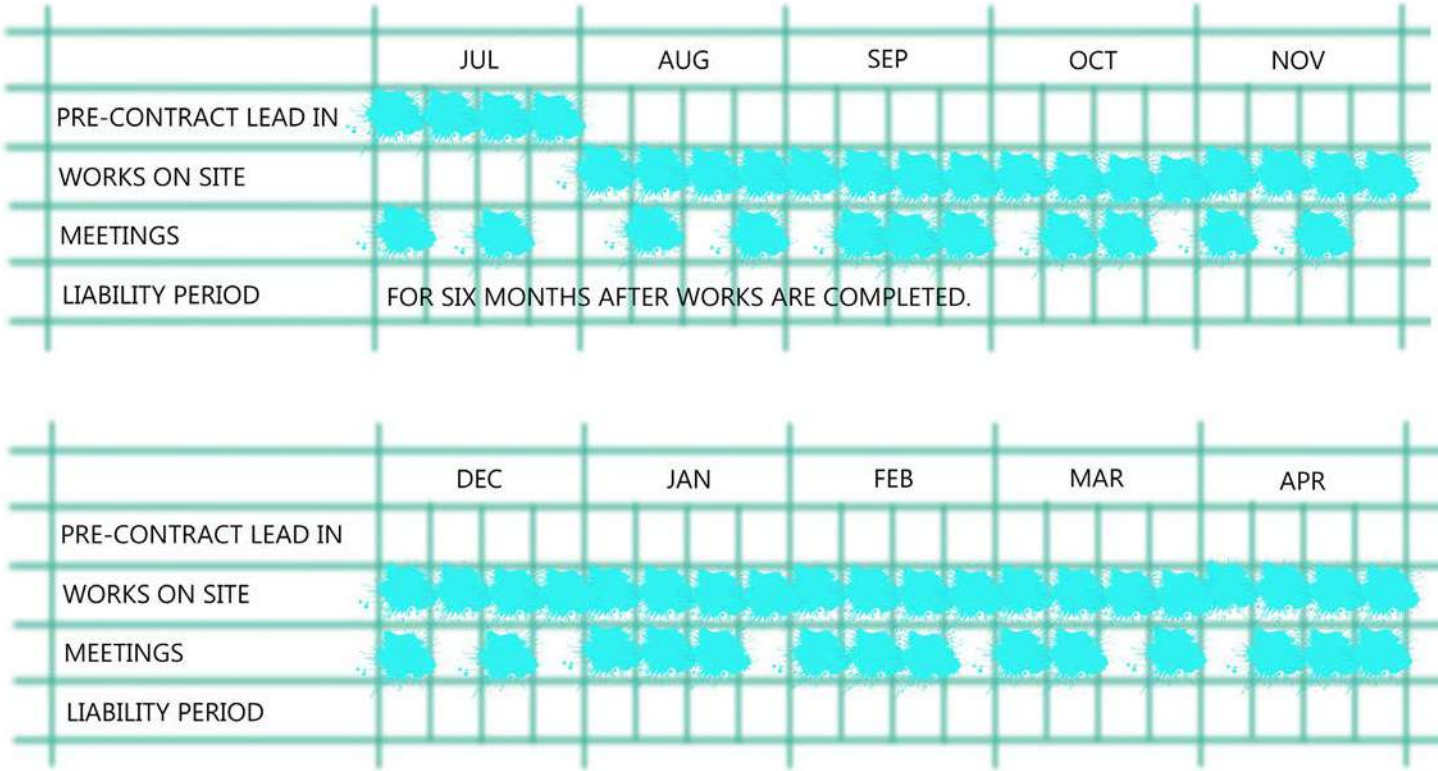 JUL AUG SEP OCT NOV
PRE-CONTRACT LEAD IN
WORKS ON SITE
MEETINGS
LIABILITY PERIOD FOR SIX MONTHS AFTER WORKS ARE COMPLETED.
DEC JAN FEB MAR APR
PRE-CONTRACT LEAD IN
WORKS ON SITE
MEETINGS
LIABILITY PERIOD